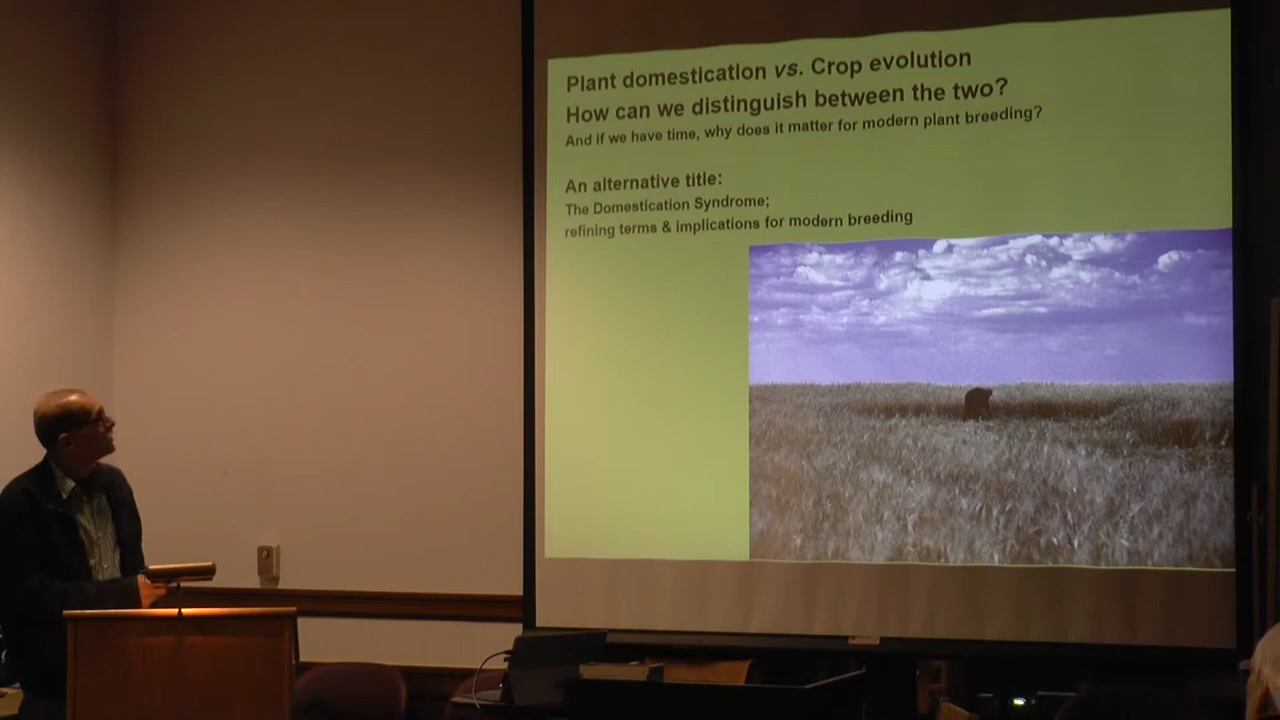 Plant domestication vs. Crop evolution
How can we distinguish between the two?
And if we have time, why does it matter for modern plant breeding?
An alternative title:
The Domestication Syndrome;
refining terms & implications for modern breeding